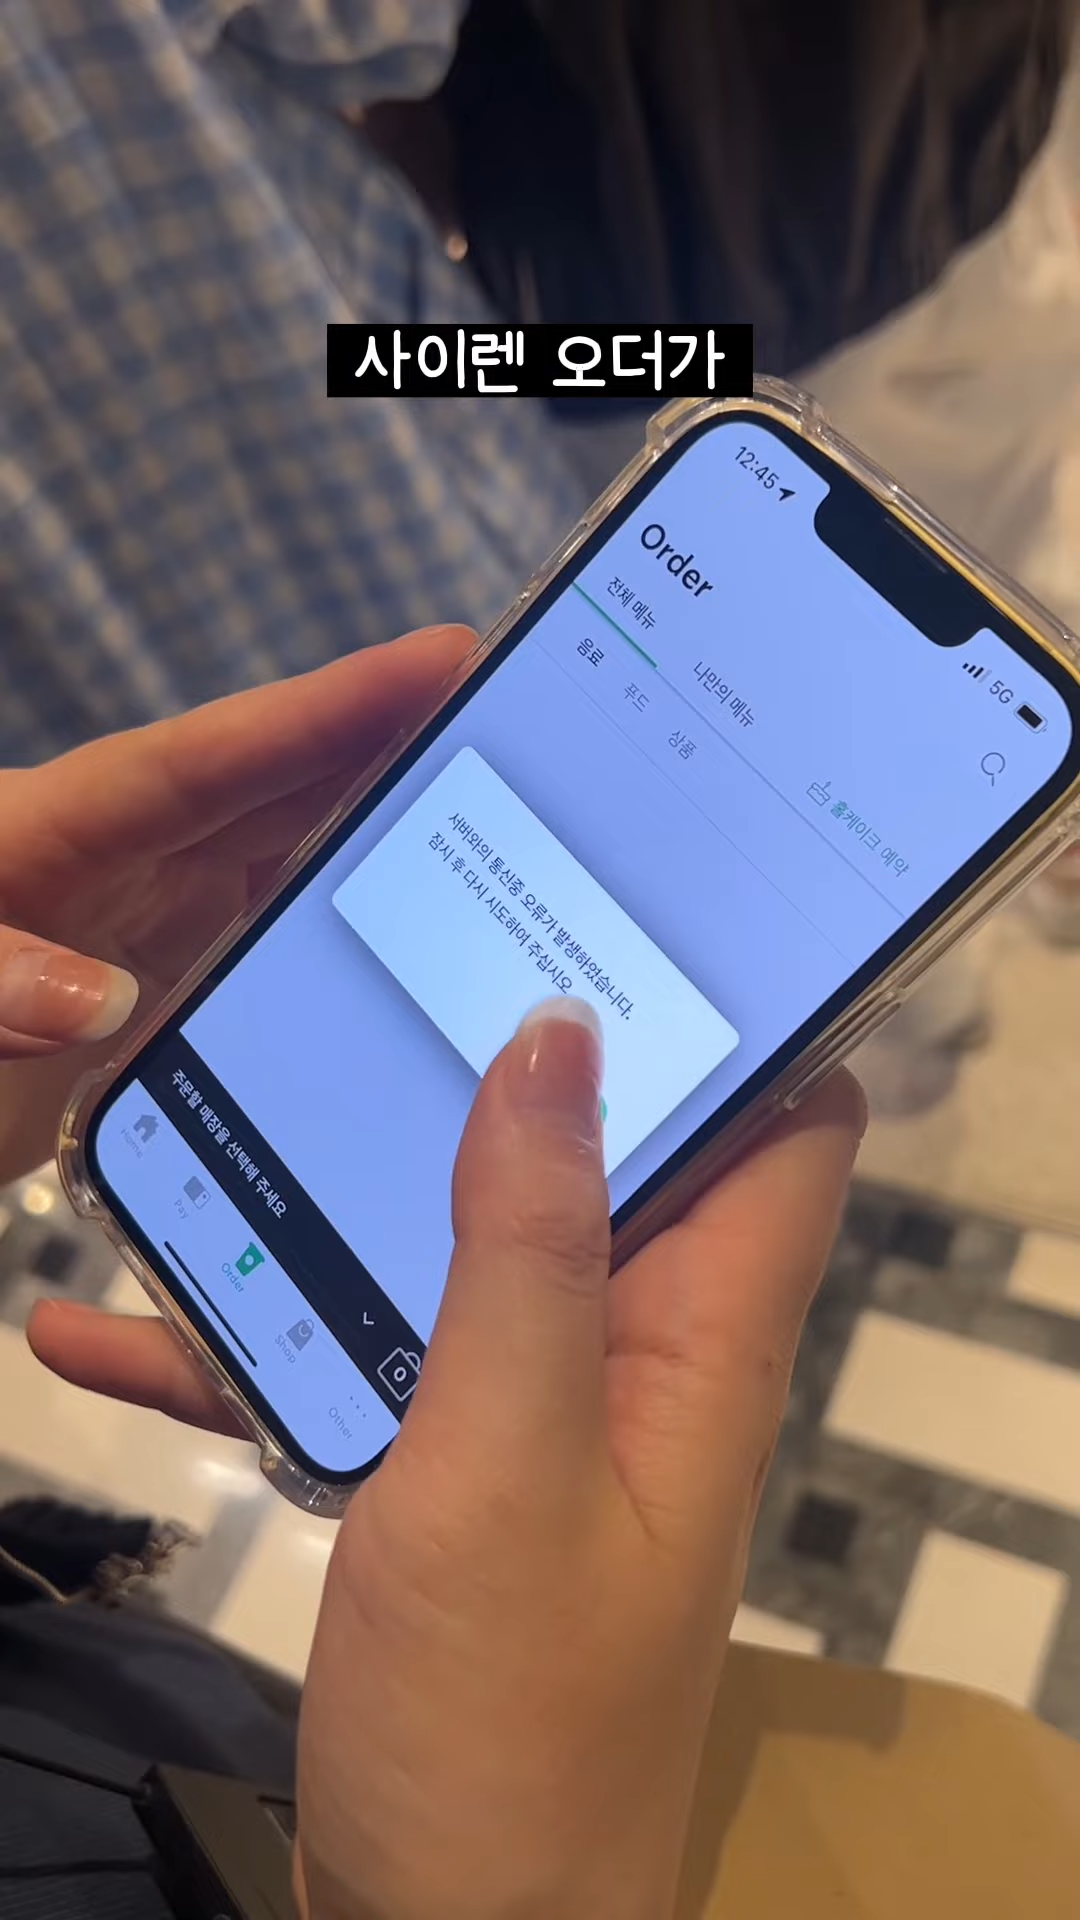 사이렌 오더가
12:45
5G
Order
전체 메뉴
나만의 메뉴
홀케이크 예약
음료
푸드
상품
서버와의 통신중 오류가 발생하였습니다.
잠시 후 다시 시도하여 주십시오
주문할 매장을 선택해 주세요
0
Home
Pay
Order
Shop
Other